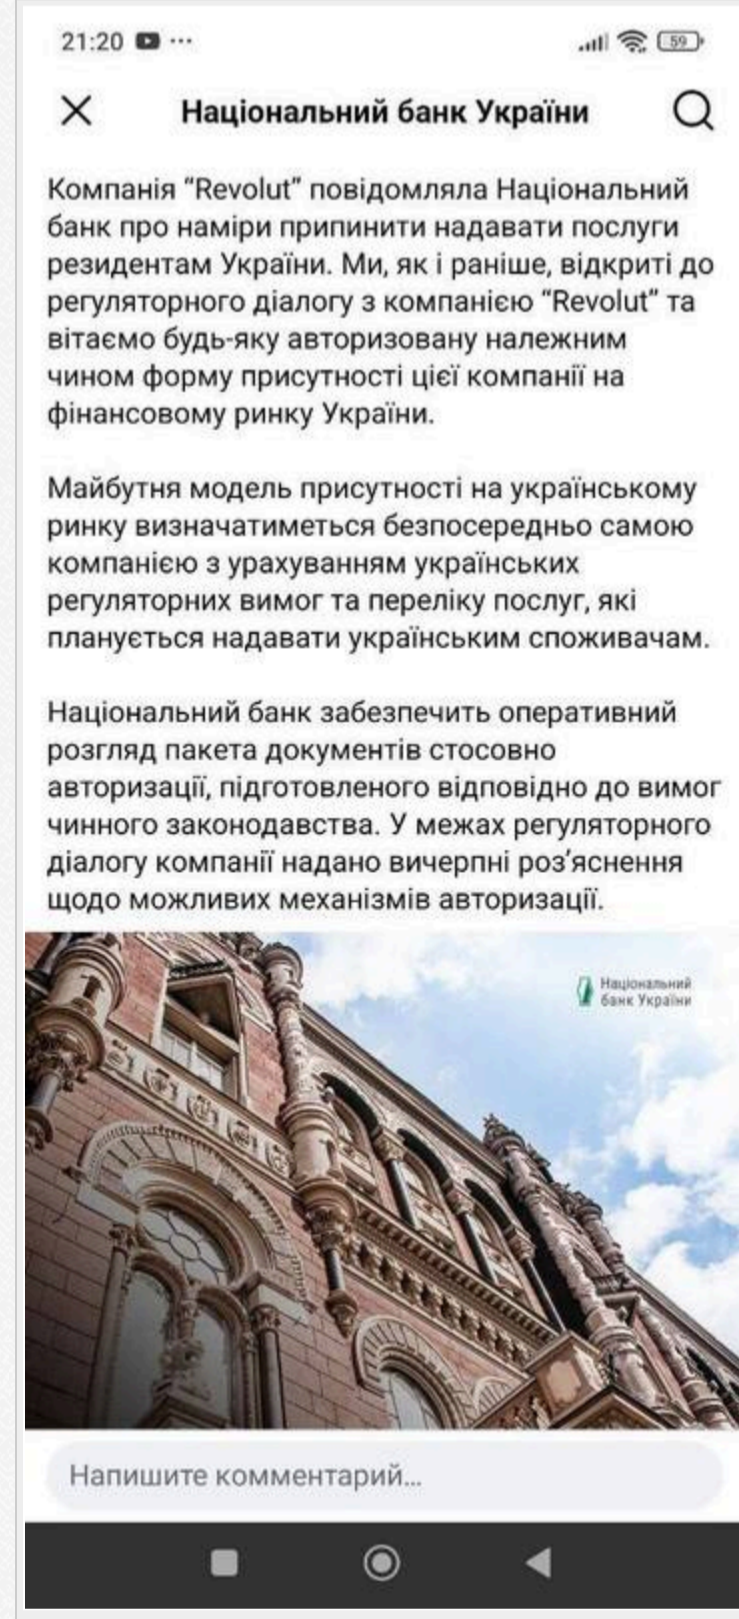 21:20
59
Національний банк України
Компанія “Revolut” повідомляла Національний
банк про наміри припинити надавати послуги
резидентам України. Ми, як і раніше, відкриті до
регуляторного діалогу з компанією “Revolut” та
вітаємо будь-яку авторизовану належним
чином форму присутності цієї компанії на
фінансовому ринку України.
Майбутня модель присутності на українському
ринку визначатиметься безпосередньо самою
компанією з урахуванням українських
регуляторних вимог та переліку послуг, які
планується надавати українським споживачам.
Національний банк забезпечить оперативний
розгляд пакета документів стосовно
авторизації, підготовленого відповідно до вимог
чинного законодавства. У межах регуляторного
діалогу компанії надано вичерпні роз’яснення
щодо можливих механізмів авторизації.
Національний
банк України
Напишите комментарий...